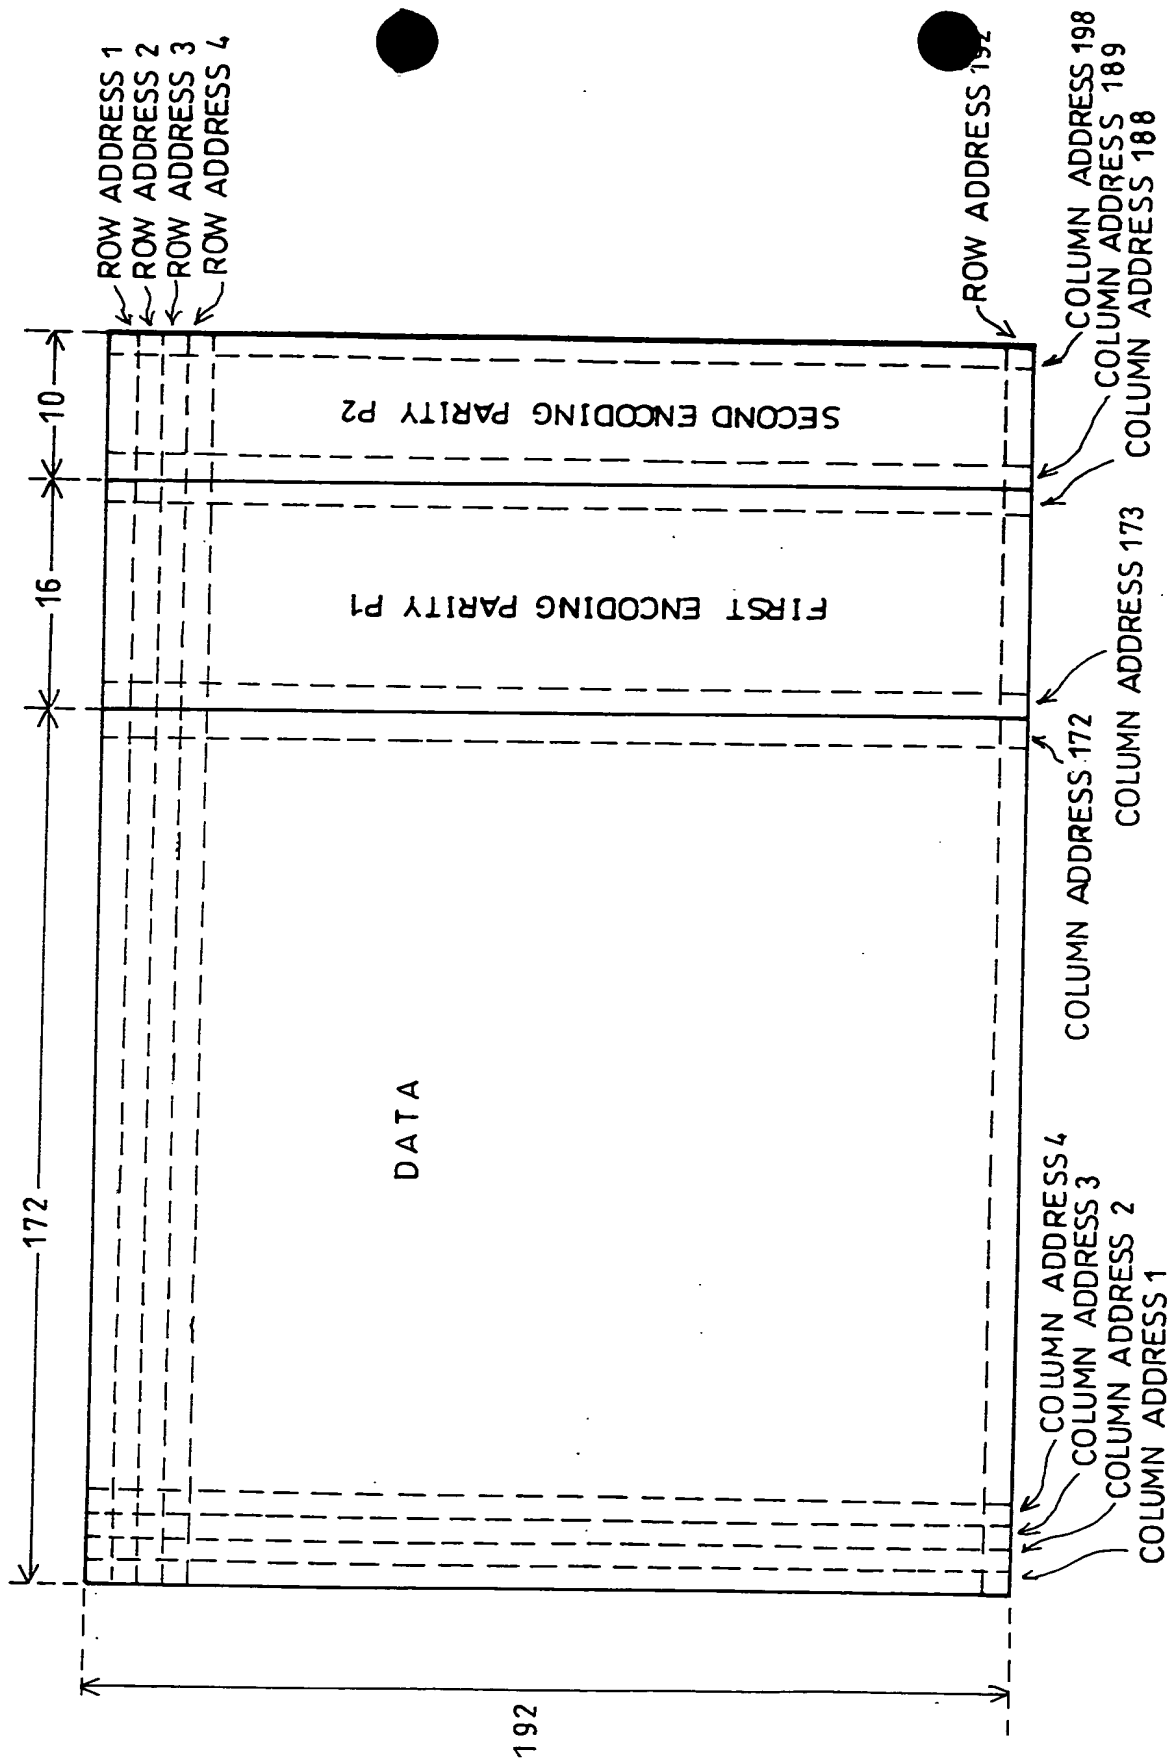 172
16
10
192
ROW ADDRESS 1
ROW ADDRESS 2
ROW ADDRESS 3
ROW ADDRESS 4
DATA
FIRST ENCODING PARITY P1
SECOND ENCODING PARITY P2
ROW ADDRESS 192
COLUMN ADDRESS 4
COLUMN ADDRESS 3
COLUMN ADDRESS 2
COLUMN ADDRESS 1
COLUMN ADDRESS 172
COLUMN ADDRESS 173
COLUMN ADDRESS 198
COLUMN ADDRESS 189
COLUMN ADDRESS 188